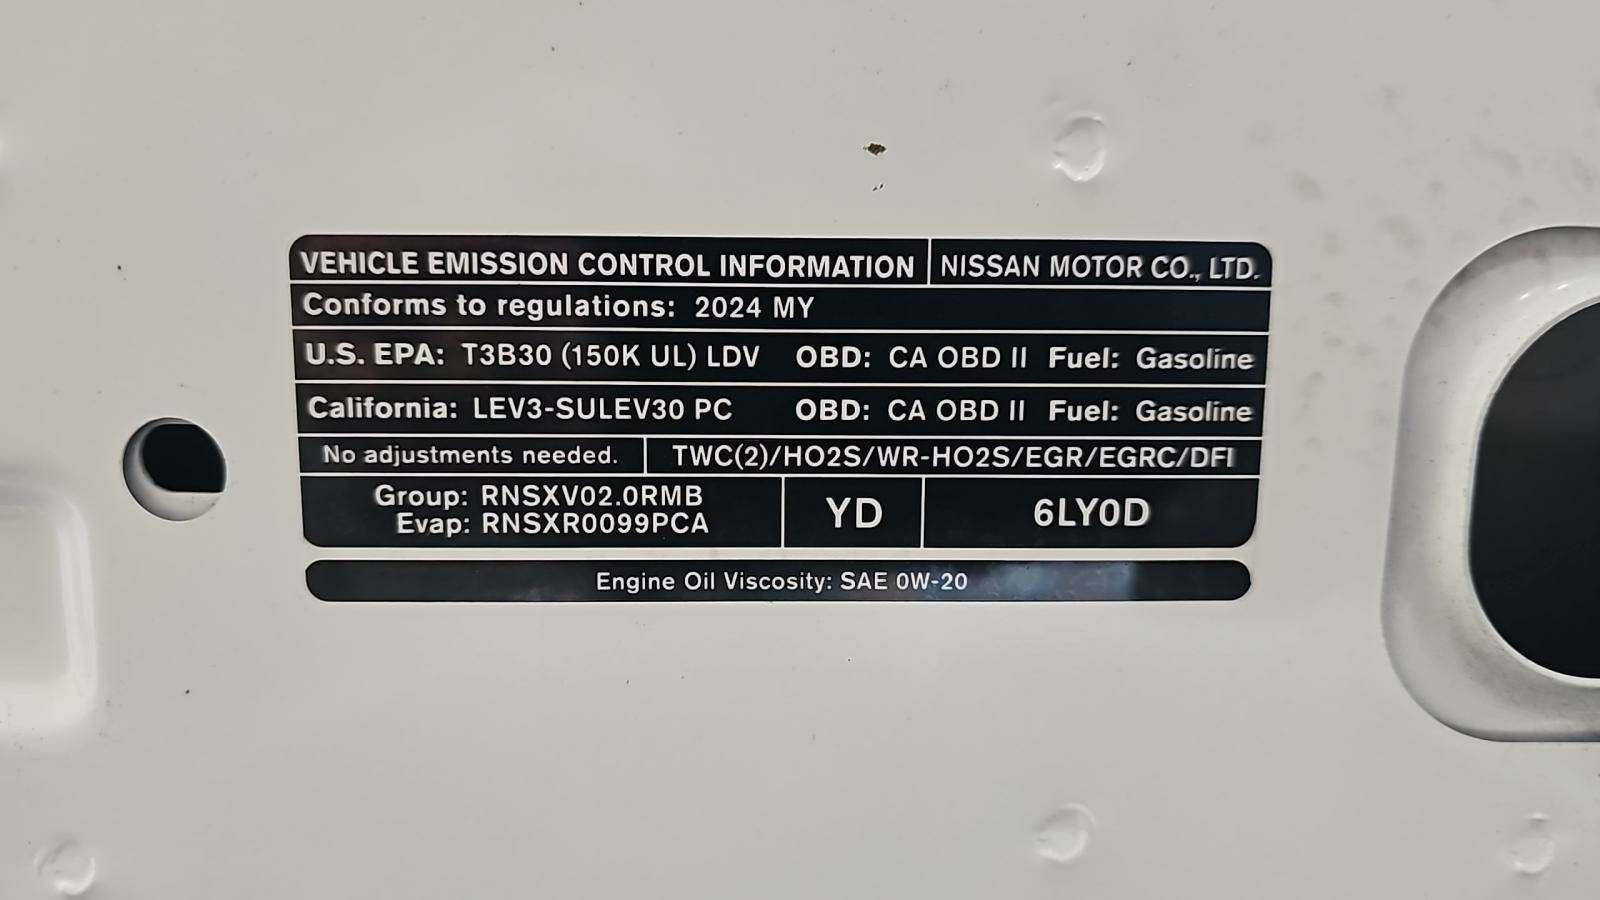 VEHICLE EMISSION CONTROL INFORMATION NISSAN MOTOR CO., LTD.
Conforms to regulations: 2024 MY
U.S. EPA: T3B30 (150K UL) LDV OBD: CA OBD II Fuel: Gasoline
California: LEV3-SULEV30 PC OBD: CA OBD II Fuel: Gasoline
No adjustments needed. TWC(2)/HO2S/WR-HO2S/EGR/EGRC/DFI
Group: RNSXV02.0RMB
Evap: RNSXR0099PCA
YD
6LY0D
Engine Oil Viscosity: SAE 0W-20